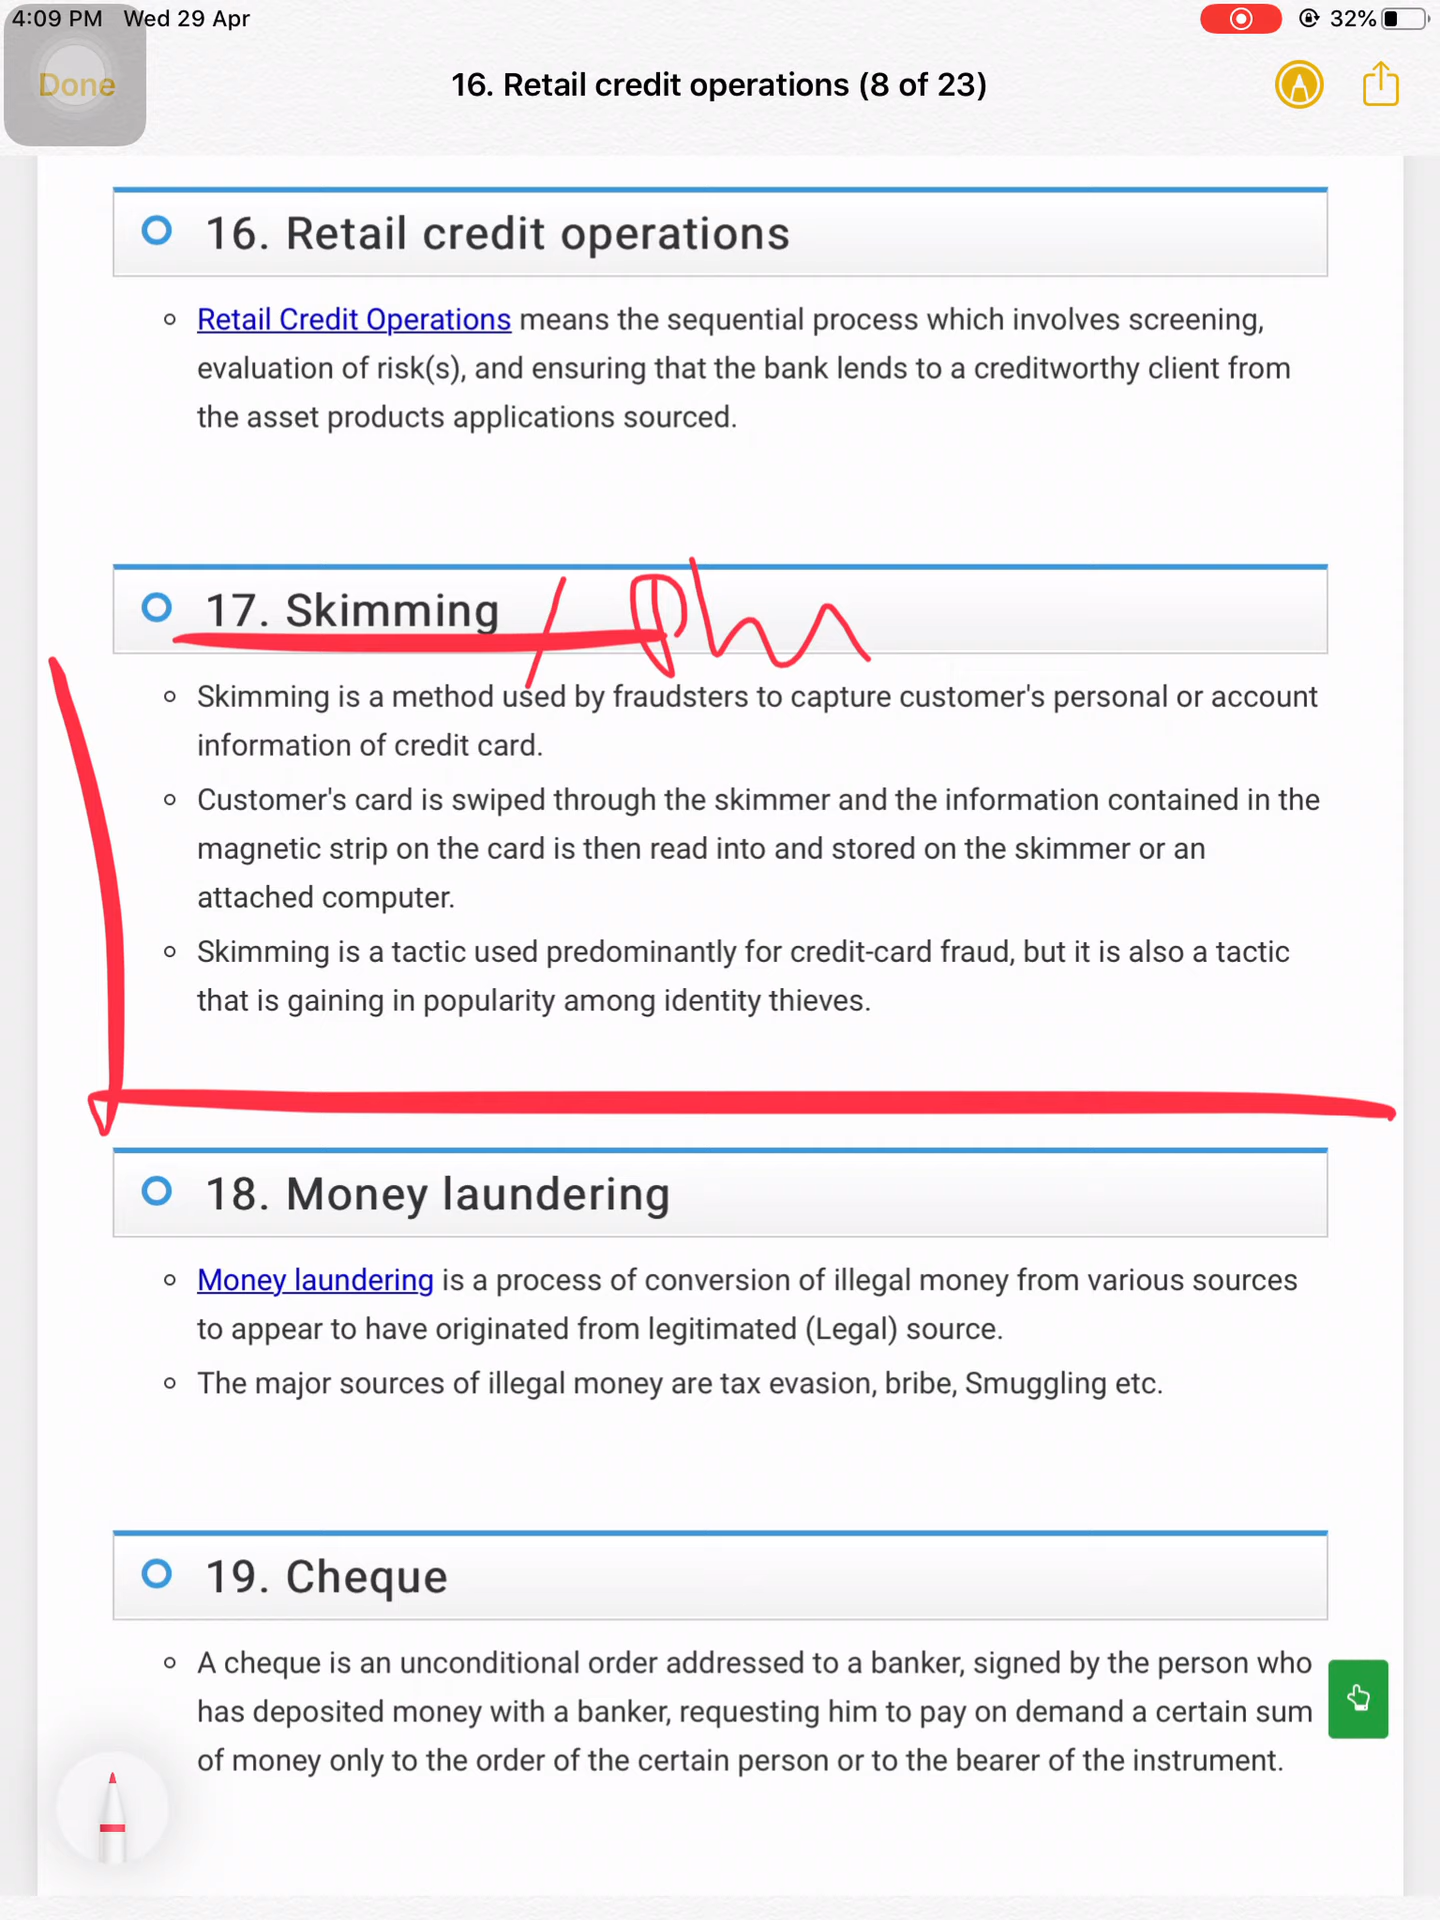 4:09 PM Wed 29 Apr 32%
Done 16. Retail credit operations (8 of 23)
16. Retail credit operations
Retail Credit Operations means the sequential process which involves screening,
evaluation of risk(s), and ensuring that the bank lends to a creditworthy client from
the asset products applications sourced.
17. Skimming
Skimming is a method used by fraudsters to capture customer's personal or account
information of credit card.
Customer's card is swiped through the skimmer and the information contained in the
magnetic strip on the card is then read into and stored on the skimmer or an
attached computer.
Skimming is a tactic used predominantly for credit-card fraud, but it is also a tactic
that is gaining in popularity among identity thieves.
18. Money laundering
Money laundering is a process of conversion of illegal money from various sources
to appear to have originated from legitimated (Legal) source.
The major sources of illegal money are tax evasion, bribe, Smuggling etc.
19. Cheque
A cheque is an unconditional order addressed to a banker, signed by the person who
has deposited money with a banker, requesting him to pay on demand a certain sum
of money only to the order of the certain person or to the bearer of the instrument.